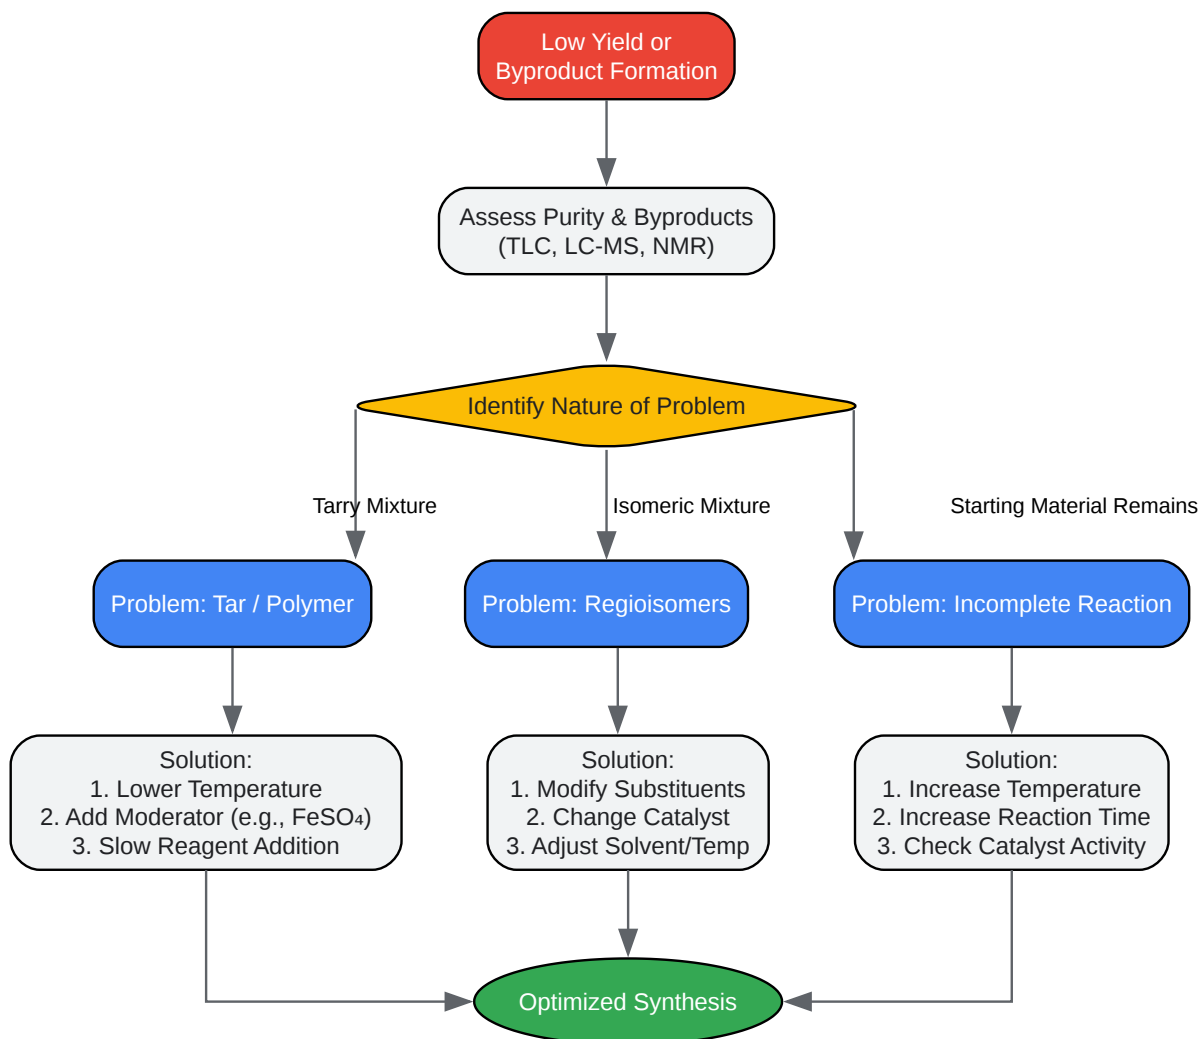 Low Yield or
Byproduct Formation
Assess Purity & Byproducts
(TLC, LC-MS, NMR)
Identify Nature of Problem
Tarry Mixture
Isomeric Mixture
Starting Material Remains
Problem: Tar / Polymer
Problem: Regioisomers
Problem: Incomplete Reaction
Solution:
1. Lower Temperature
2. Add Moderator (e.g., FeSO₄)
3. Slow Reagent Addition
Solution:
1. Modify Substituents
2. Change Catalyst
3. Adjust Solvent/Temp
Solution:
1. Increase Temperature
2. Increase Reaction Time
3. Check Catalyst Activity
Optimized Synthesis